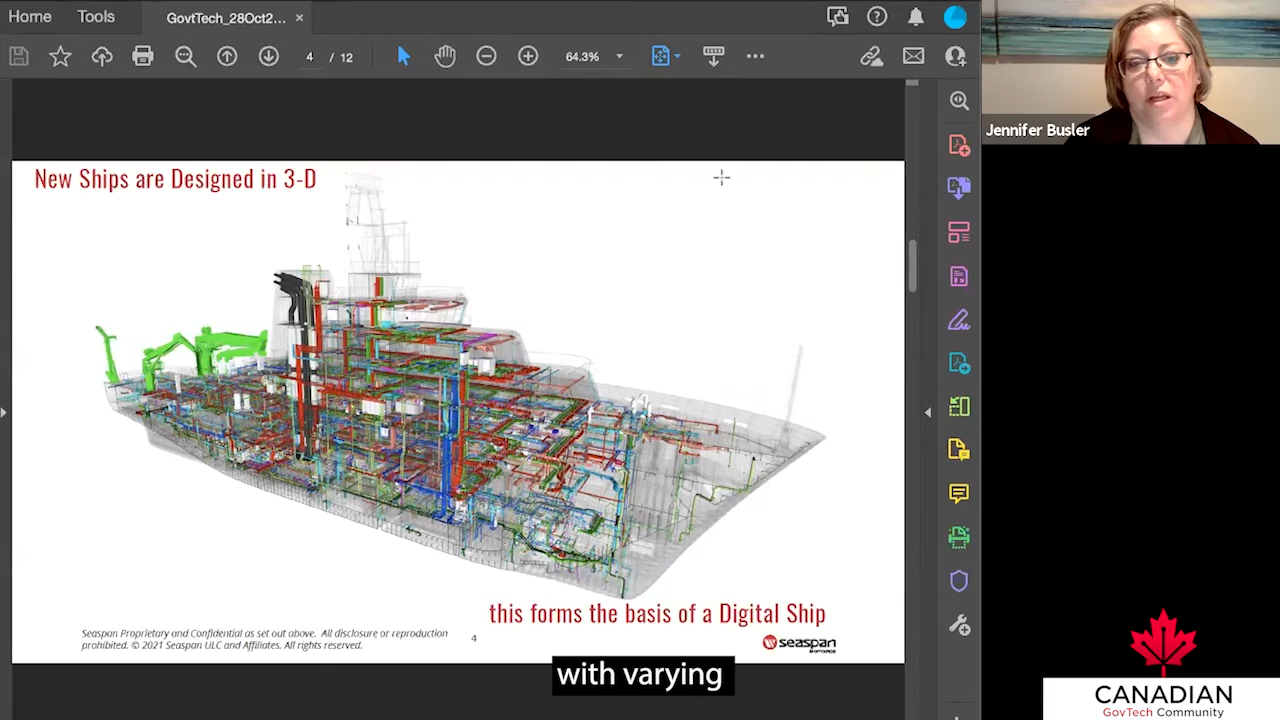 Home
Tools
GovtTech_28Oct2...
4 / 12
64.3%
Jennifer Busler
New Ships are Designed in 3-D
this forms the basis of a Digital Ship
Seaspan Proprietary and Confidential as set out above. All disclosure or reproduction
prohibited. © 2021 Seaspan ULC and Affiliates. All rights reserved.
4
seaspan
with varying
CANADIAN
GovTech Community